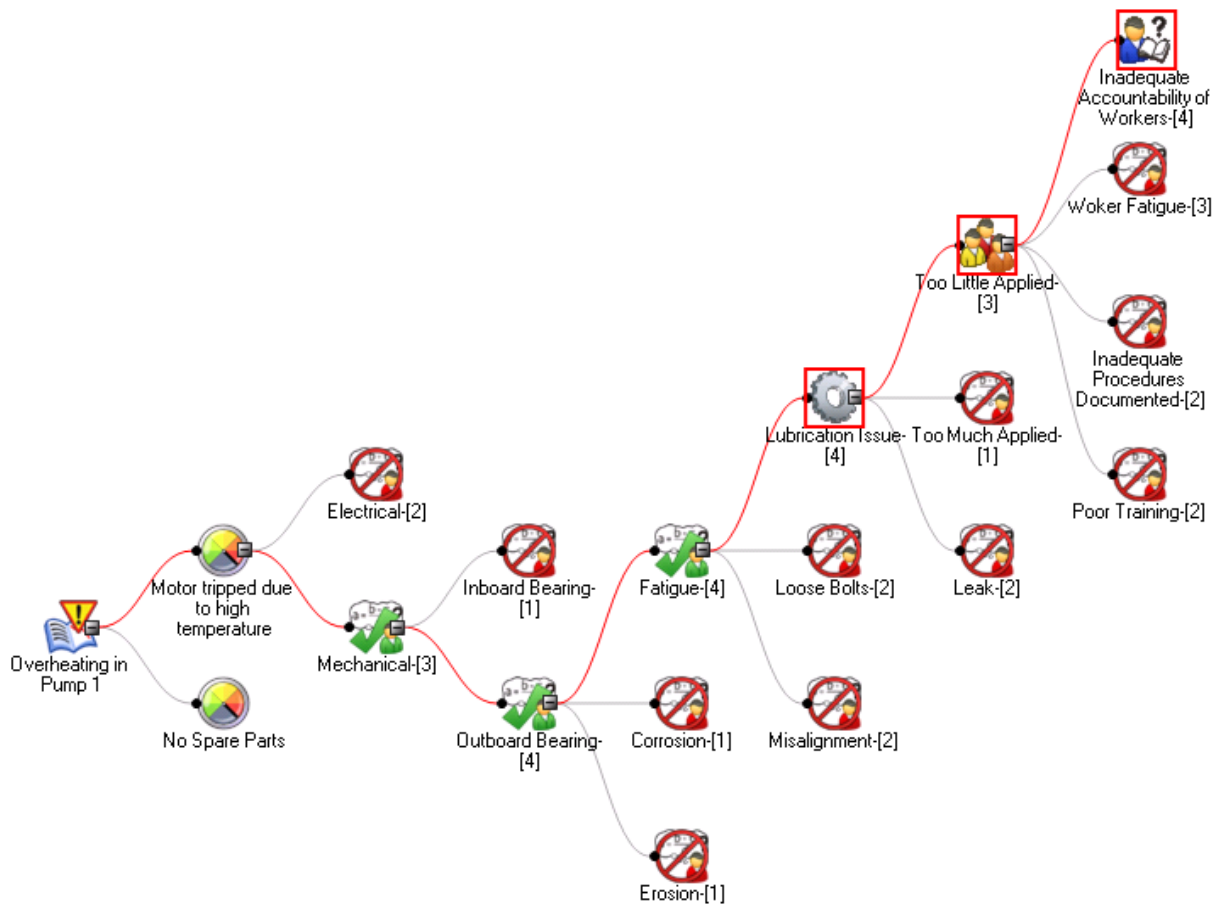 Inadequate
Accountability of
Workers-[4]
Woker Fatigue-[3]
Too Little Applied-
[3]
Inadequate
Procedures
Documented-[2]
Lubrication Issue-
[4]
Too Much Applied-
[1]
Poor Training-[2]
Electrical-[2]
Motor tripped due
to high
temperature
Inboard Bearing-
[1]
Fatigue-[4]
Loose Bolts-[2]
Leak-[2]
Overheating in
Pump 1
Mechanical-[3]
No Spare Parts
Outboard Bearing-
[4]
Corrosion-[1]
Misalignment-[2]
Erosion-[1]